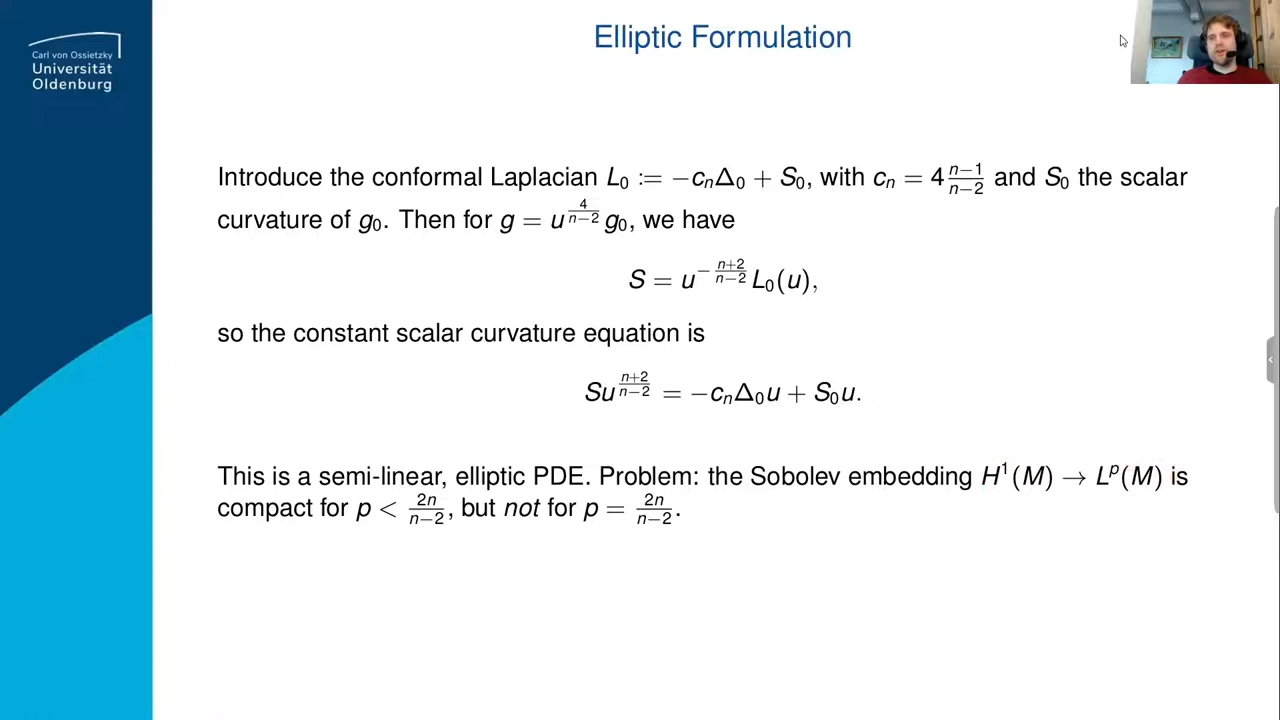 Elliptic Formulation
Carl von Ossietzky
Universität
Oldenburg
Introduce the conformal Laplacian L₀ := −cₙΔ₀ + S₀, with cₙ = 4 (n−1)/(n−2) and S₀ the scalar
curvature of g₀. Then for g = u^(4/(n−2)) g₀, we have
S = u^(−(n+2)/(n−2)) L₀(u),
so the constant scalar curvature equation is
Su^((n+2)/(n−2)) = −cₙΔ₀u + S₀u.
This is a semi-linear, elliptic PDE. Problem: the Sobolev embedding H¹(M) → Lᵖ(M) is
compact for p < 2n/(n−2), but not for p = 2n/(n−2).